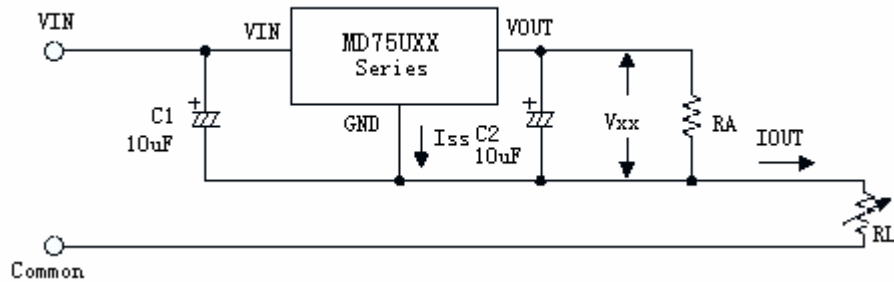 VIN
VIN
MD75UXX
Series
VOUT
GND
C1
10uF
Iss
C2
10uF
Vxx
RA
IOUT
RL
Common